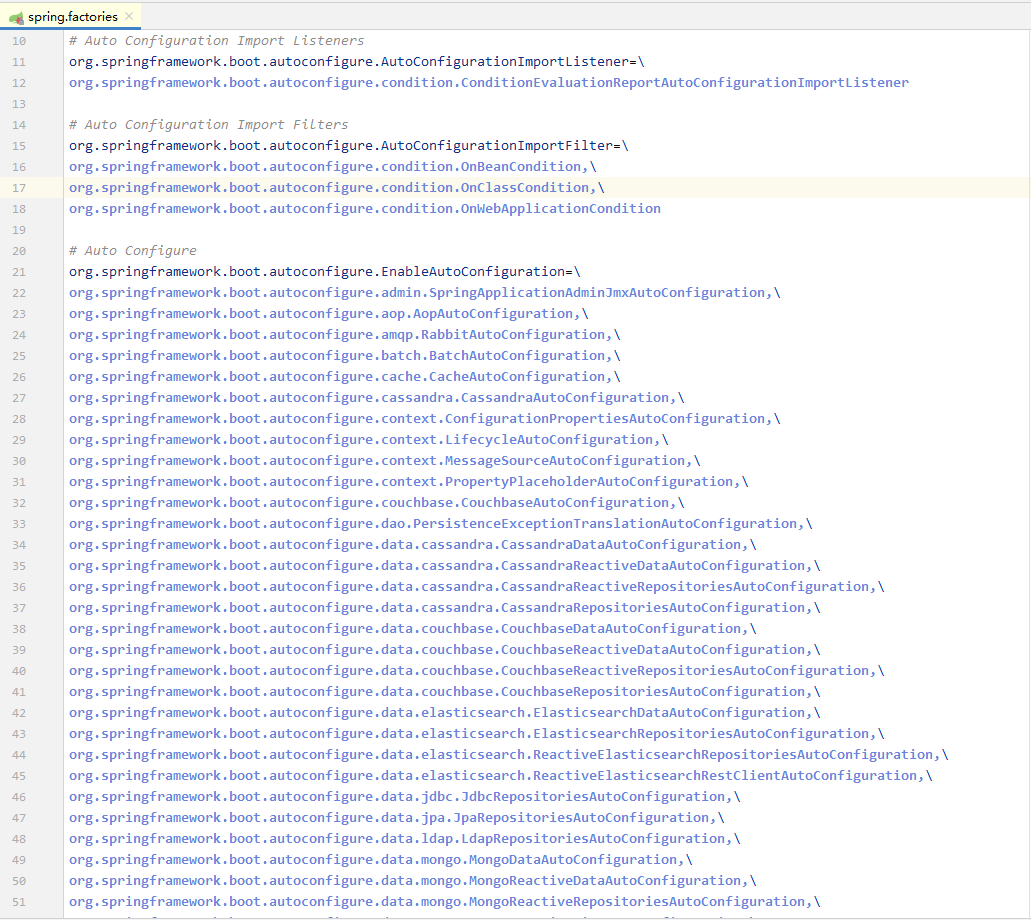 spring.factories
10 # Auto Configuration Import Listeners
11 org.springframework.boot.autoconfigure.AutoConfigurationImportListener=\
12 org.springframework.boot.autoconfigure.condition.ConditionEvaluationReportAutoConfigurationImportListener
13
14 # Auto Configuration Import Filters
15 org.springframework.boot.autoconfigure.AutoConfigurationImportFilter=\
16 org.springframework.boot.autoconfigure.condition.OnBeanCondition,\
17 org.springframework.boot.autoconfigure.condition.OnClassCondition,\
18 org.springframework.boot.autoconfigure.condition.OnWebApplicationCondition
19
20 # Auto Configure
21 org.springframework.boot.autoconfigure.EnableAutoConfiguration=\
22 org.springframework.boot.autoconfigure.admin.SpringApplicationAdminJmxAutoConfiguration,\
23 org.springframework.boot.autoconfigure.aop.AopAutoConfiguration,\
24 org.springframework.boot.autoconfigure.amqp.RabbitAutoConfiguration,\
25 org.springframework.boot.autoconfigure.batch.BatchAutoConfiguration,\
26 org.springframework.boot.autoconfigure.cache.CacheAutoConfiguration,\
27 org.springframework.boot.autoconfigure.cassandra.CassandraAutoConfiguration,\
28 org.springframework.boot.autoconfigure.context.ConfigurationPropertiesAutoConfiguration,\
29 org.springframework.boot.autoconfigure.context.LifecycleAutoConfiguration,\
30 org.springframework.boot.autoconfigure.context.MessageSourceAutoConfiguration,\
31 org.springframework.boot.autoconfigure.context.PropertyPlaceholderAutoConfiguration,\
32 org.springframework.boot.autoconfigure.couchbase.CouchbaseAutoConfiguration,\
33 org.springframework.boot.autoconfigure.dao.PersistenceExceptionTranslationAutoConfiguration,\
34 org.springframework.boot.autoconfigure.data.cassandra.CassandraDataAutoConfiguration,\
35 org.springframework.boot.autoconfigure.data.cassandra.CassandraReactiveDataAutoConfiguration,\
36 org.springframework.boot.autoconfigure.data.cassandra.CassandraReactiveRepositoriesAutoConfiguration,\
37 org.springframework.boot.autoconfigure.data.cassandra.CassandraRepositoriesAutoConfiguration,\
38 org.springframework.boot.autoconfigure.data.couchbase.CouchbaseDataAutoConfiguration,\
39 org.springframework.boot.autoconfigure.data.couchbase.CouchbaseReactiveDataAutoConfiguration,\
40 org.springframework.boot.autoconfigure.data.couchbase.CouchbaseReactiveRepositoriesAutoConfiguration,\
41 org.springframework.boot.autoconfigure.data.couchbase.CouchbaseRepositoriesAutoConfiguration,\
42 org.springframework.boot.autoconfigure.data.elasticsearch.ElasticsearchDataAutoConfiguration,\
43 org.springframework.boot.autoconfigure.data.elasticsearch.ElasticsearchRepositoriesAutoConfiguration,\
44 org.springframework.boot.autoconfigure.data.elasticsearch.ReactiveElasticsearchRepositoriesAutoConfiguration,\
45 org.springframework.boot.autoconfigure.data.elasticsearch.ReactiveElasticsearchRestClientAutoConfiguration,\
46 org.springframework.boot.autoconfigure.data.jdbc.JdbcRepositoriesAutoConfiguration,\
47 org.springframework.boot.autoconfigure.data.jpa.JpaRepositoriesAutoConfiguration,\
48 org.springframework.boot.autoconfigure.data.ldap.LdapRepositoriesAutoConfiguration,\
49 org.springframework.boot.autoconfigure.data.mongo.MongoDataAutoConfiguration,\
50 org.springframework.boot.autoconfigure.data.mongo.MongoReactiveDataAutoConfiguration,\
51 org.springframework.boot.autoconfigure.data.mongo.MongoReactiveRepositoriesAutoConfiguration,\